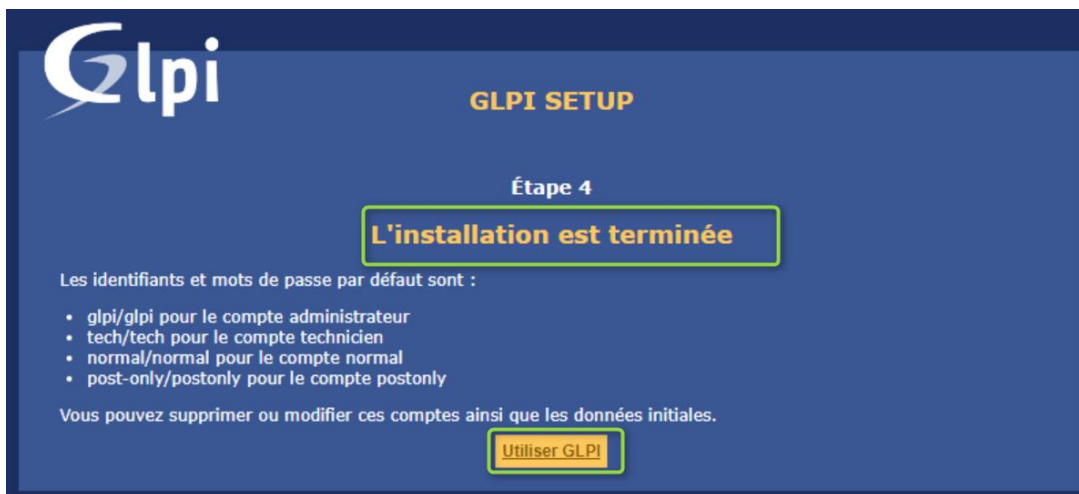 Glpi
GLPI SETUP
Étape 4
L'installation est terminée
Les identifiants et mots de passe par défaut sont :
• glpi/glpi pour le compte administrateur
• tech/tech pour le compte technicien
• normal/normal pour le compte normal
• post-only/postonly pour le compte postonly
Vous pouvez supprimer ou modifier ces comptes ainsi que les données initiales.
Utiliser GLPI